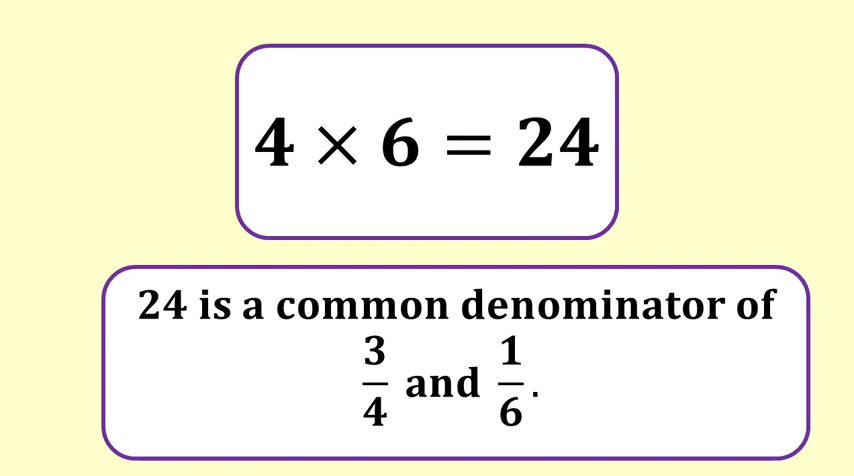 4 × 6 = 24
24 is a common denominator of
3/4 and 1/6.